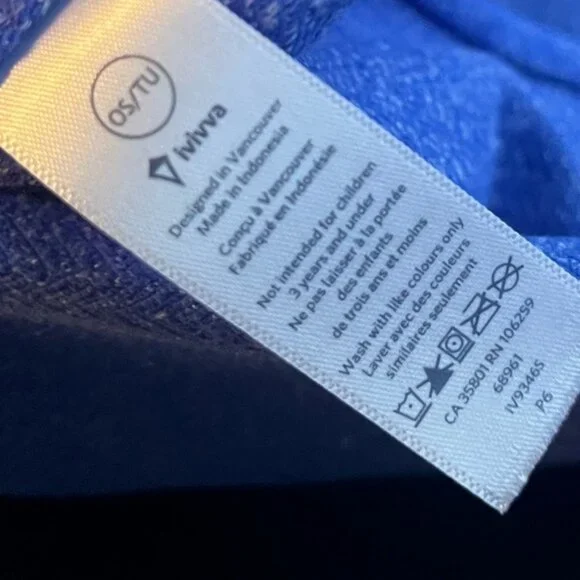 OS/TU
ivivva
Designed in Vancouver
Made in Indonesia
Conçu à Vancouver
Fabriqué en Indonésie
Not intended for children
3 years and under
Ne pas laisser à la portée
des enfants
de trois ans et moins
Wash with like colours only
Laver avec des couleurs
similaires seulement
CA 35801 RN 106259
68961
IV9346S
P6